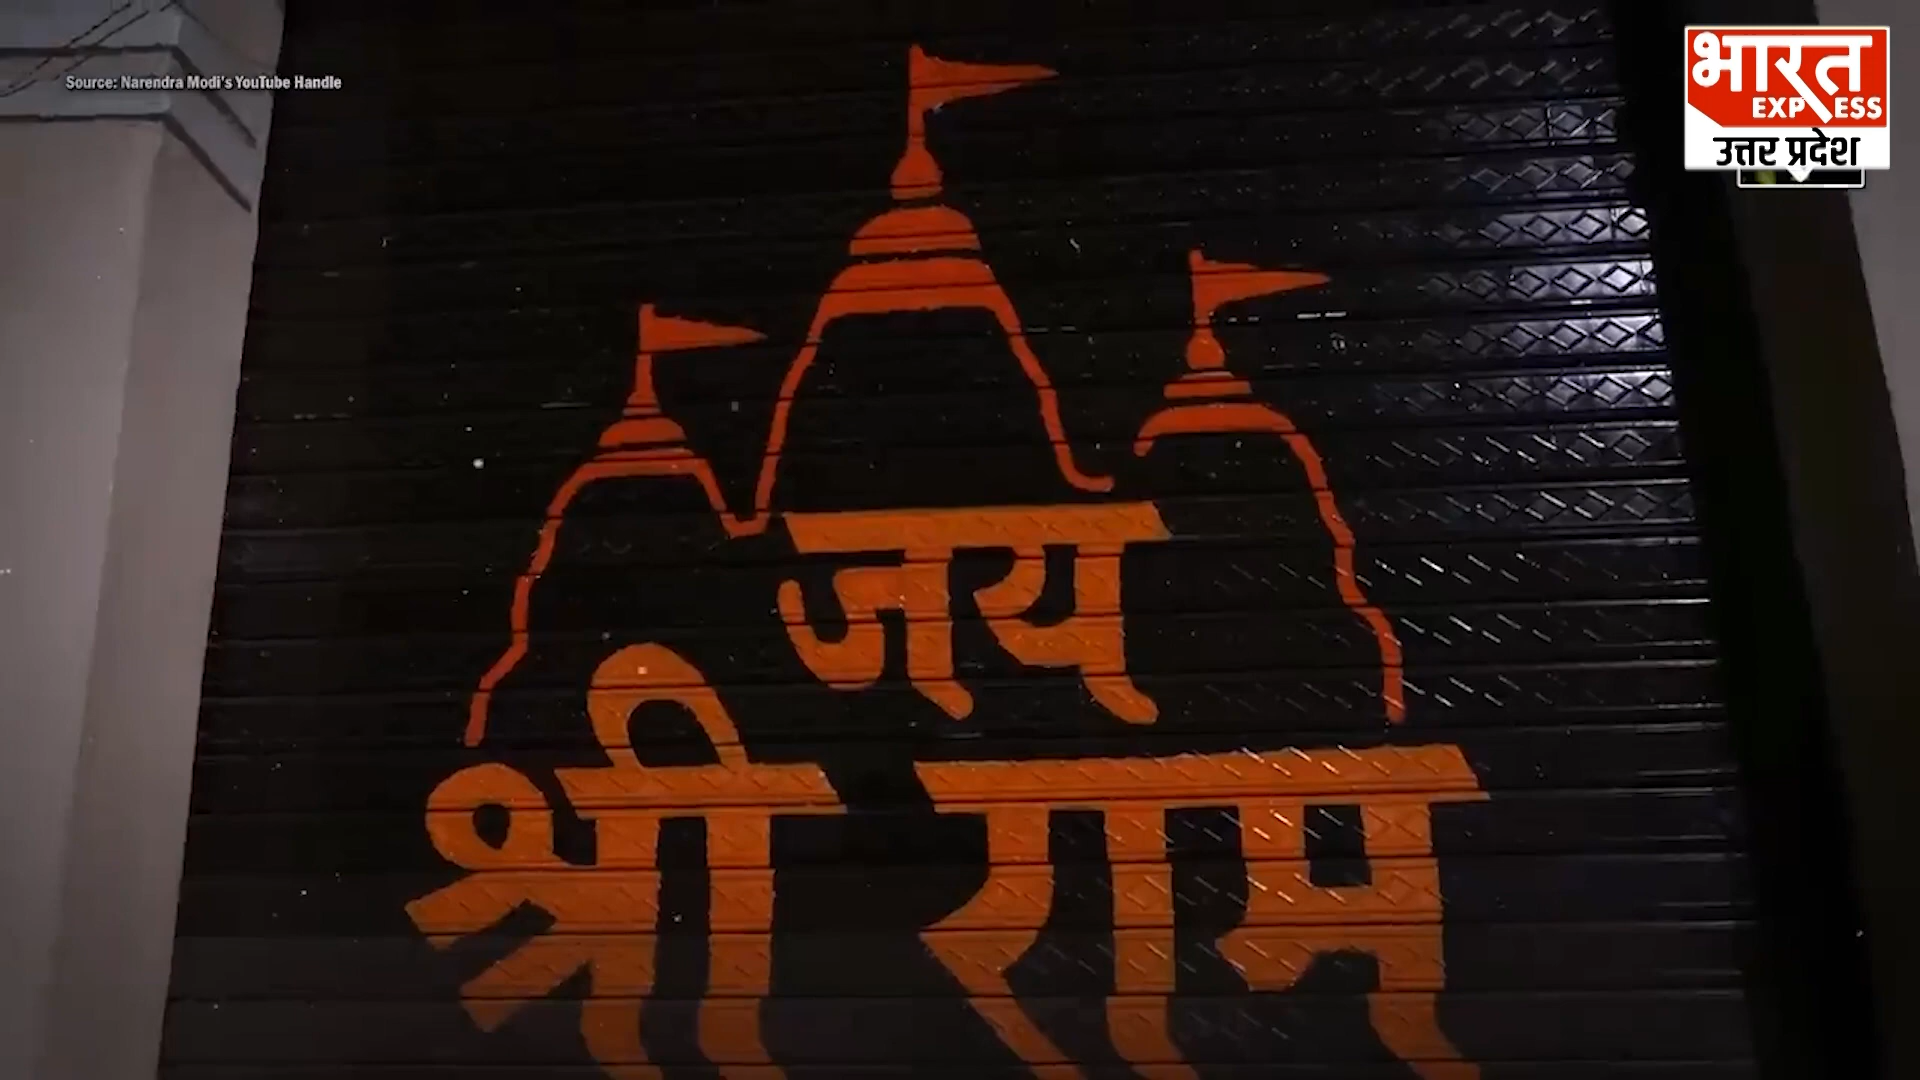 Source: Narendra Modi's YouTube Handle
भारत
EXPRESS
उत्तर प्रदेश
जय
श्री राम